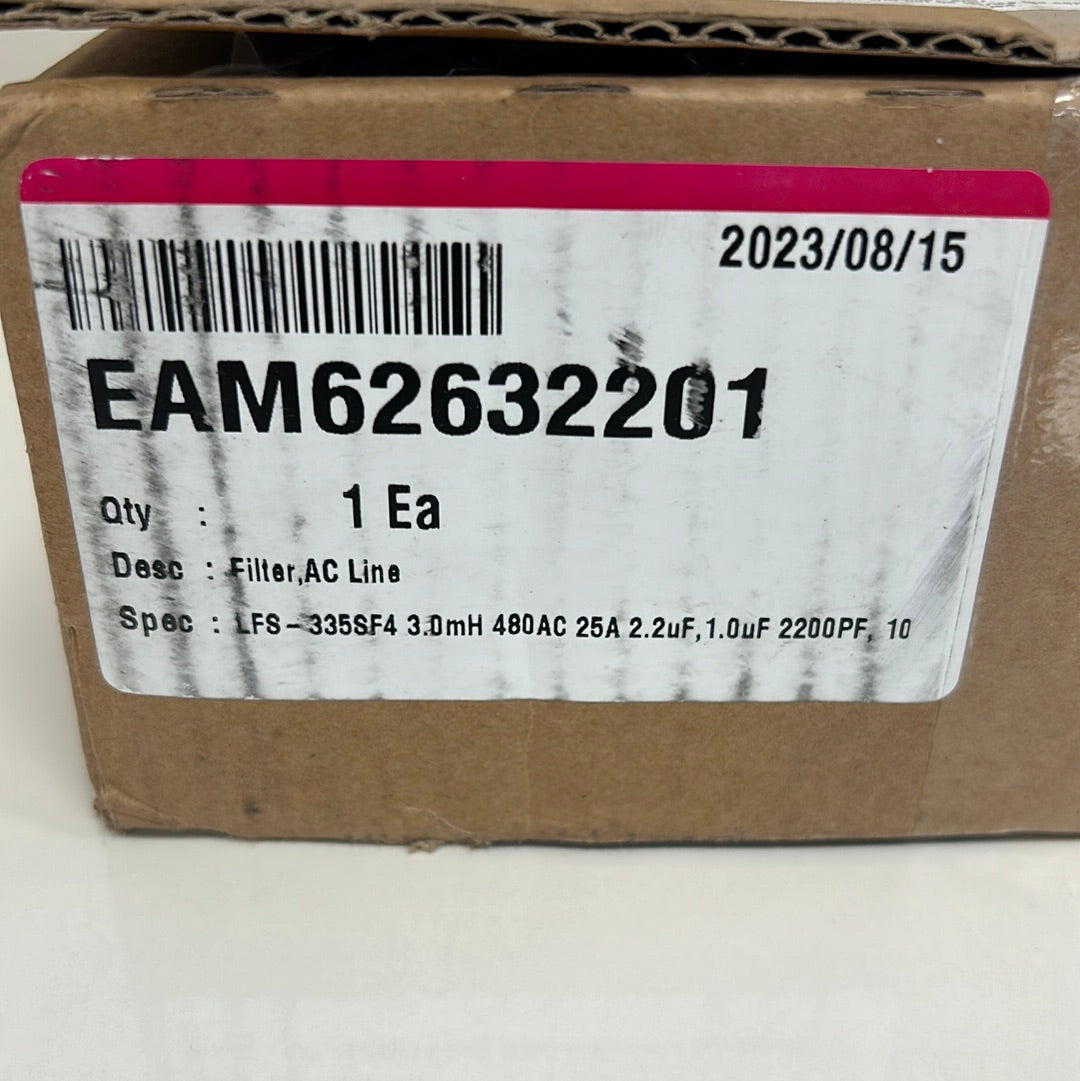 2023/08/15
EAM62632201
Qty : 1 Ea
Desc : Filter,AC Line
Spec : LFS-335SF4 3.0mH 480AC 25A 2.2uF,1.0uF 2200PF, 10